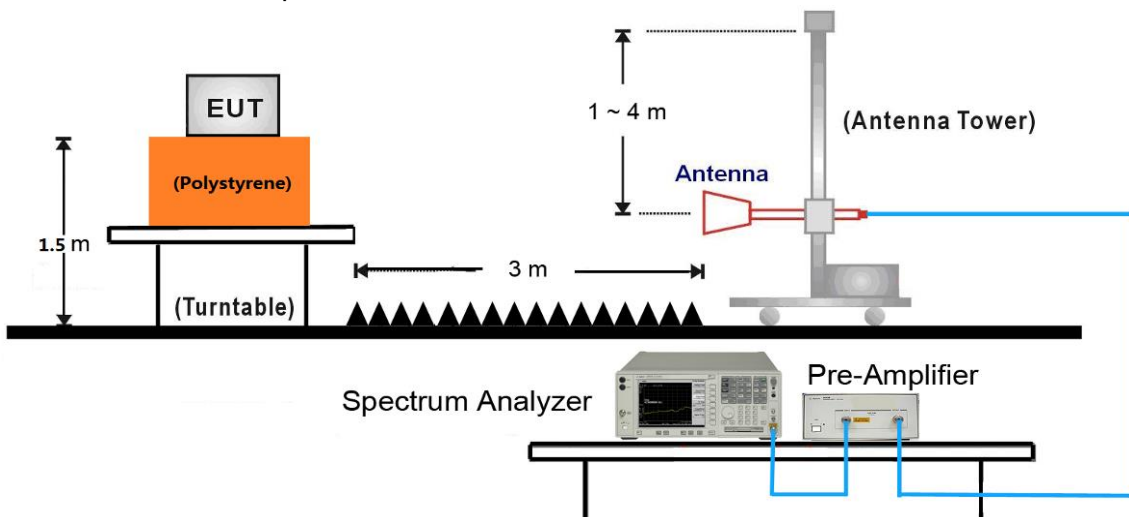 EUT
(Polystyrene)
1.5 m
(Turntable)
3 m
1 ~ 4 m
Antenna
(Antenna Tower)
Spectrum Analyzer
Pre-Amplifier